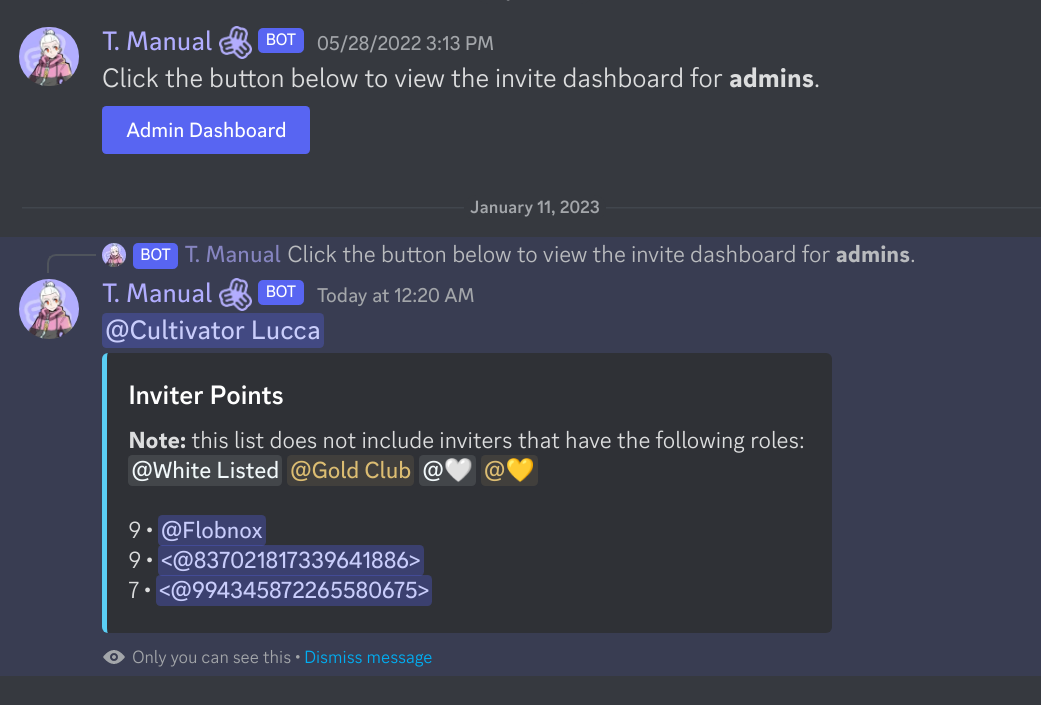 T. Manual BOT 05/28/2022 3:13 PM
Click the button below to view the invite dashboard for admins.
Admin Dashboard
January 11, 2023
BOT T. Manual Click the button below to view the invite dashboard for admins.
T. Manual BOT Today at 12:20 AM
@Cultivator Lucca
Inviter Points
Note: this list does not include inviters that have the following roles:
@White Listed @Gold Club @🤍 @💛
9 • @Flobnox
9 • <@837021817339641886>
7 • <@994345872265580675>
Only you can see this • Dismiss message